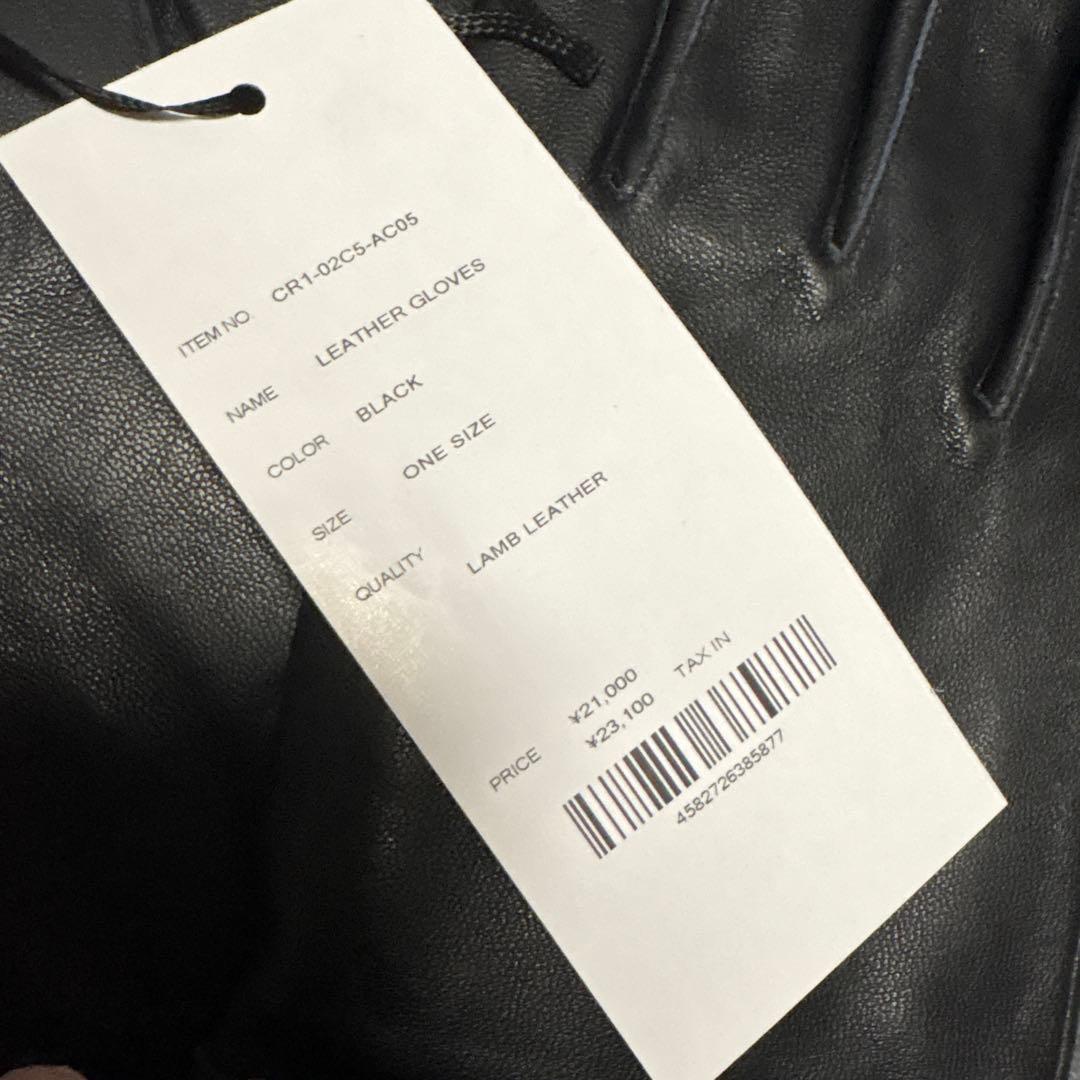 ITEM NO. CR1-02C5-AC05
NAME LEATHER GLOVES
COLOR BLACK
SIZE ONE SIZE
QUALITY LAMB LEATHER
¥21,000
PRICE ¥23,100 TAX IN
4582726385877